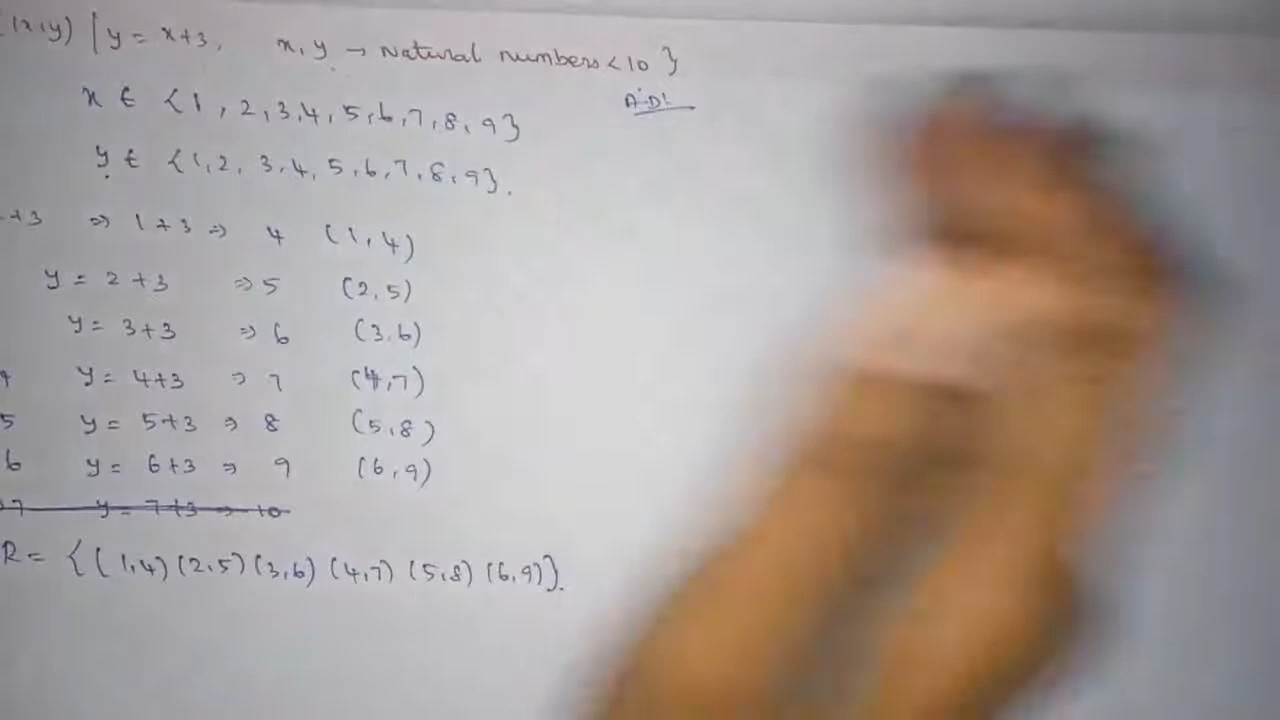 (x,y) | y = x+3, x, y → Natural numbers < 10 }
x ∈ {1, 2, 3, 4, 5, 6, 7, 8, 9}
y ∈ {1, 2, 3, 4, 5, 6, 7, 8, 9}.
+3 ⇒ 1+3 ⇒ 4 (1,4)
y = 2+3 ⇒ 5 (2,5)
y = 3+3 ⇒ 6 (3,6)
y = 4+3 ⇒ 7 (4,7)
5 y = 5+3 ⇒ 8 (5,8)
6 y = 6+3 ⇒ 9 (6,9)
7 y = 7+3 ⇒ 10
R = {(1,4) (2,5) (3,6) (4,7) (5,8) (6,9)}.